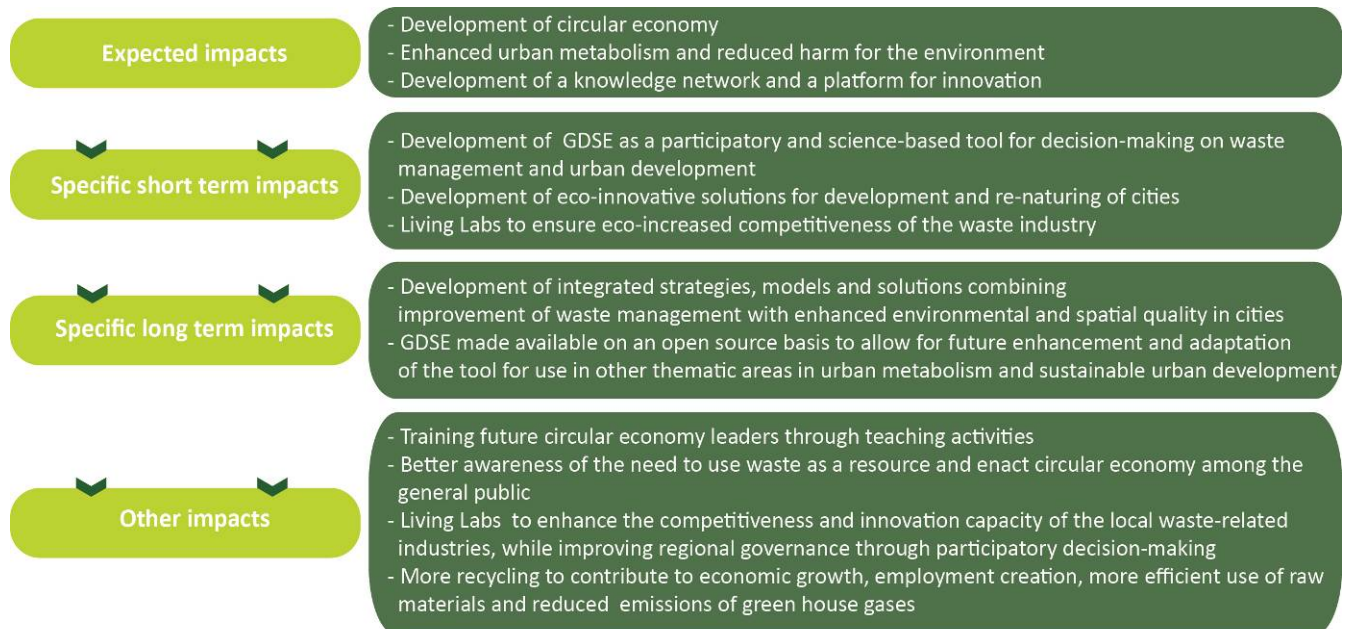 Expected impacts
- Development of circular economy
- Enhanced urban metabolism and reduced harm for the environment
- Development of a knowledge network and a platform for innovation
Specific short term impacts
- Development of GDSE as a participatory and science-based tool for decision-making on waste
management and urban development
- Development of eco-innovative solutions for development and re-naturing of cities
- Living Labs to ensure eco-increased competitiveness of the waste industry
Specific long term impacts
- Development of integrated strategies, models and solutions combining
improvement of waste management with enhanced environmental and spatial quality in cities
- GDSE made available on an open source basis to allow for future enhancement and adaptation
of the tool for use in other thematic areas in urban metabolism and sustainable urban development
Other impacts
- Training future circular economy leaders through teaching activities
- Better awareness of the need to use waste as a resource and enact circular economy among the
general public
- Living Labs to enhance the competitiveness and innovation capacity of the local waste-related
industries, while improving regional governance through participatory decision-making
- More recycling to contribute to economic growth, employment creation, more efficient use of raw
materials and reduced emissions of green house gases